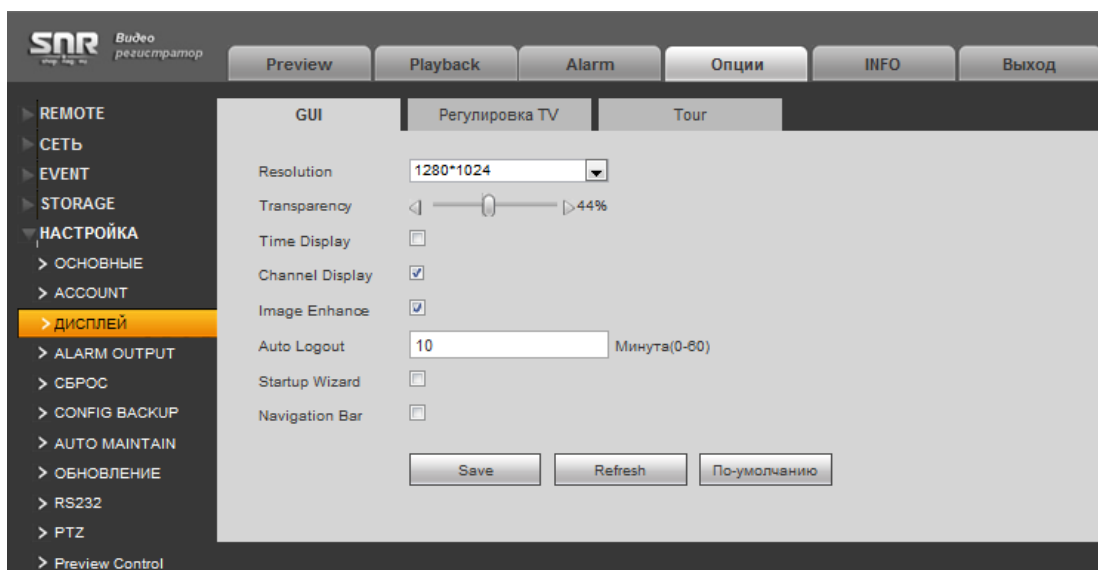 SNR
Видео
регистратор
Preview Playback Alarm Опции INFO Выход
REMOTE
СЕТЬ
EVENT
STORAGE
НАСТРОЙКА
ОСНОВНЫЕ
ACCOUNT
ДИСПЛЕЙ
ALARM OUTPUT
СБРОС
CONFIG BACKUP
AUTO MAINTAIN
ОБНОВЛЕНИЕ
RS232
PTZ
Preview Control
GUI Регулировка TV Tour
Resolution 1280*1024
Transparency 44%
Time Display
Channel Display
Image Enhance
Auto Logout 10 Минута(0-60)
Startup Wizard
Navigation Bar
Save Refresh По-умолчанию